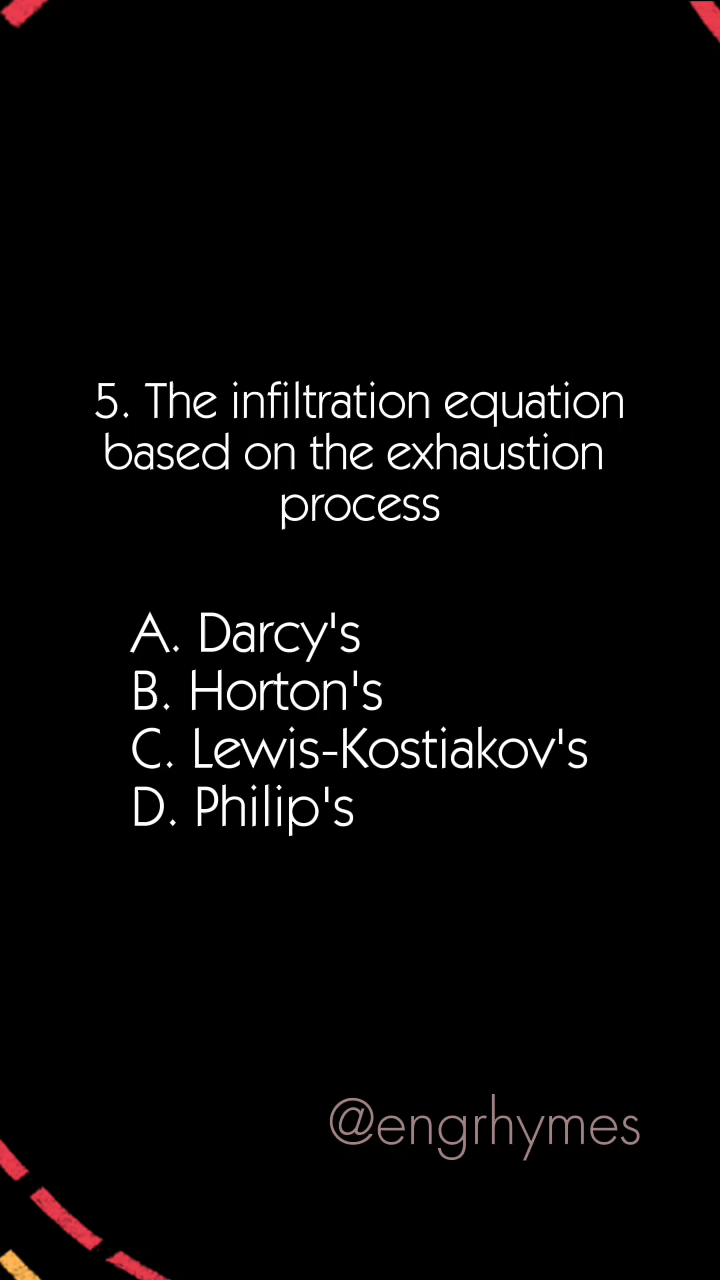 5. The infiltration equation
based on the exhaustion
process
A. Darcy's
B. Horton's
C. Lewis-Kostiakov's
D. Philip's
@engrhymes